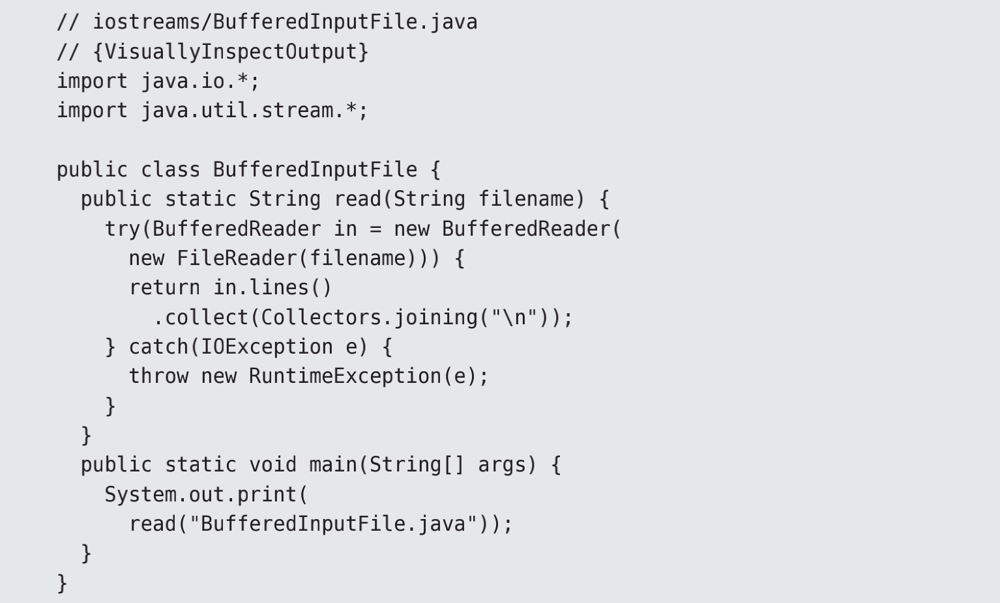 // iostreams/BufferedInputFile.java
// {VisuallyInspectOutput}
import java.io.*;
import java.util.stream.*;

public class BufferedInputFile {
  public static String read(String filename) {
    try(BufferedReader in = new BufferedReader(
      new FileReader(filename))) {
      return in.lines()
        .collect(Collectors.joining("\n"));
    } catch(IOException e) {
      throw new RuntimeException(e);
    }
  }
  public static void main(String[] args) {
    System.out.print(
      read("BufferedInputFile.java"));
  }
}